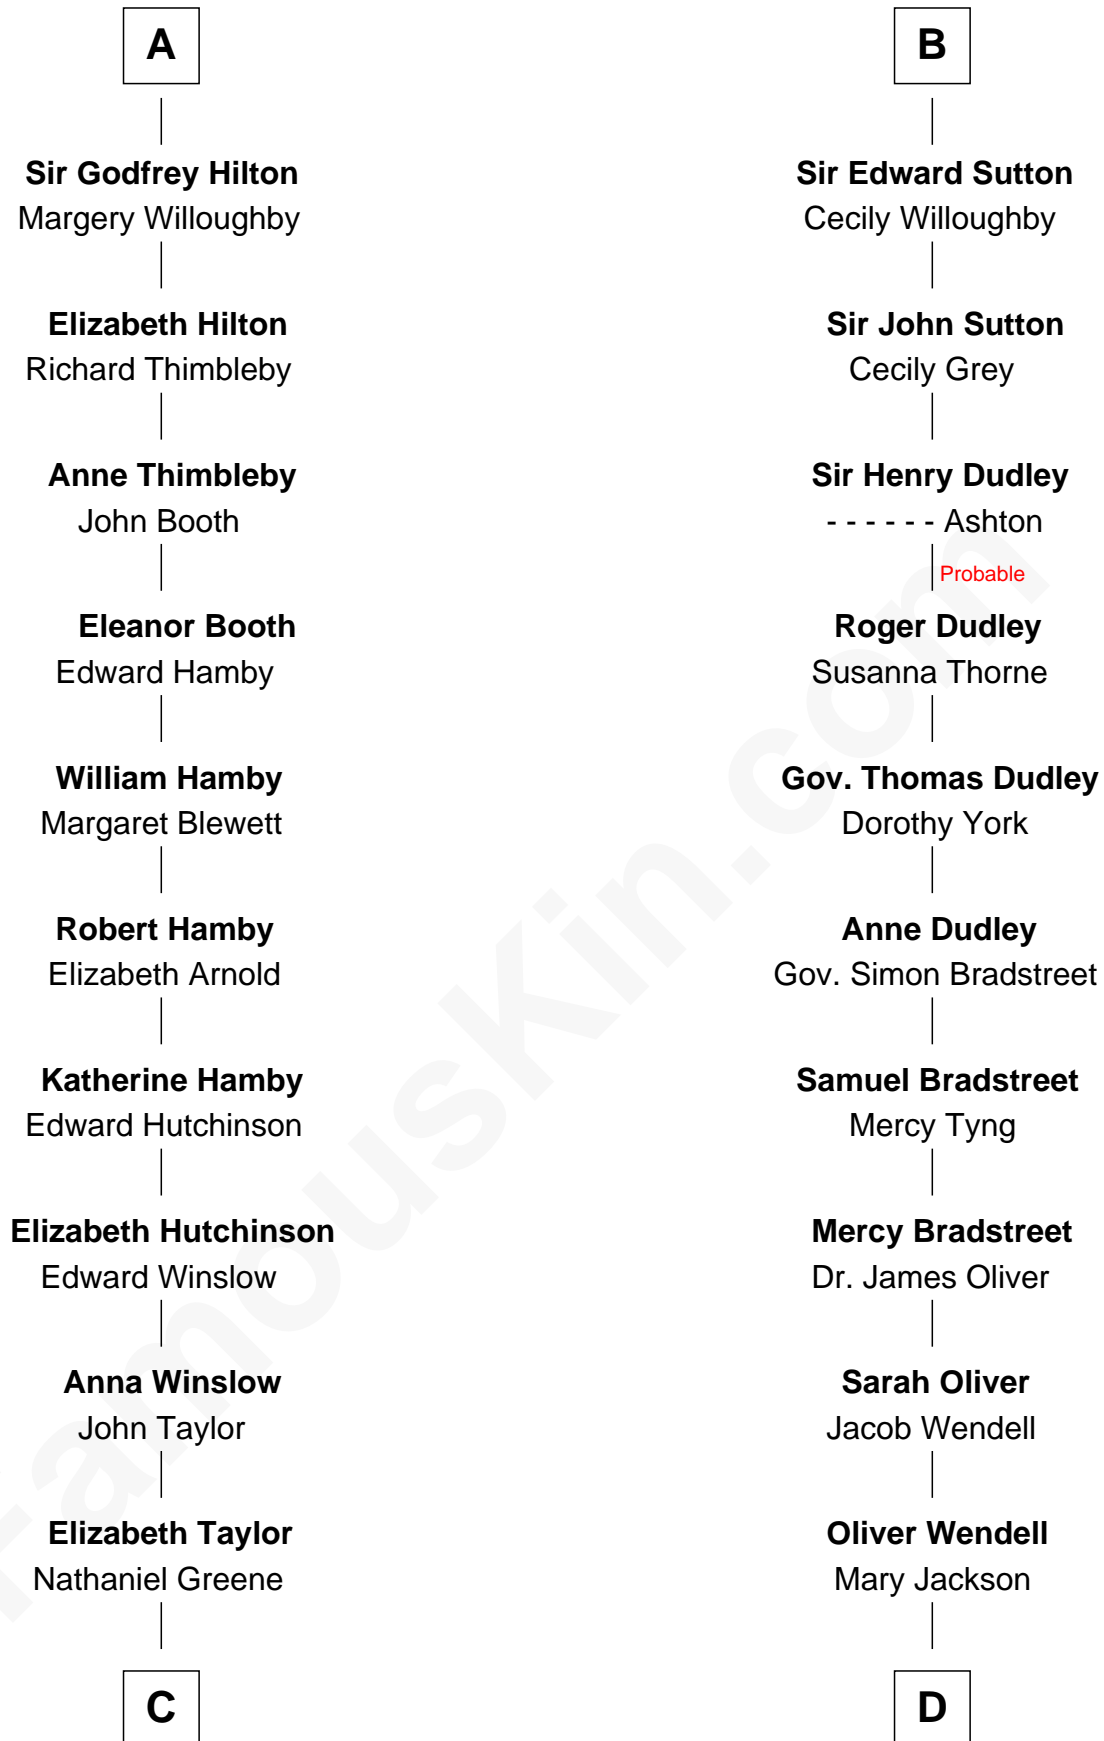 A
Sir Godfrey Hilton
Margery Willoughby
Elizabeth Hilton
Richard Thimbleby
Anne Thimbleby
John Booth
Eleanor Booth
Edward Hamby
William Hamby
Margaret Blewett
Robert Hamby
Elizabeth Arnold
Katherine Hamby
Edward Hutchinson
Elizabeth Hutchinson
Edward Winslow
Anna Winslow
John Taylor
Elizabeth Taylor
Nathaniel Greene
C
B
Sir Edward Sutton
Cecily Willoughby
Sir John Sutton
Cecily Grey
Sir Henry Dudley
- - - - - - Ashton
Probable
Roger Dudley
Susanna Thorne
Gov. Thomas Dudley
Dorothy York
Anne Dudley
Gov. Simon Bradstreet
Samuel Bradstreet
Mercy Tyng
Mercy Bradstreet
Dr. James Oliver
Sarah Oliver
Jacob Wendell
Oliver Wendell
Mary Jackson
D
FamousKin.com